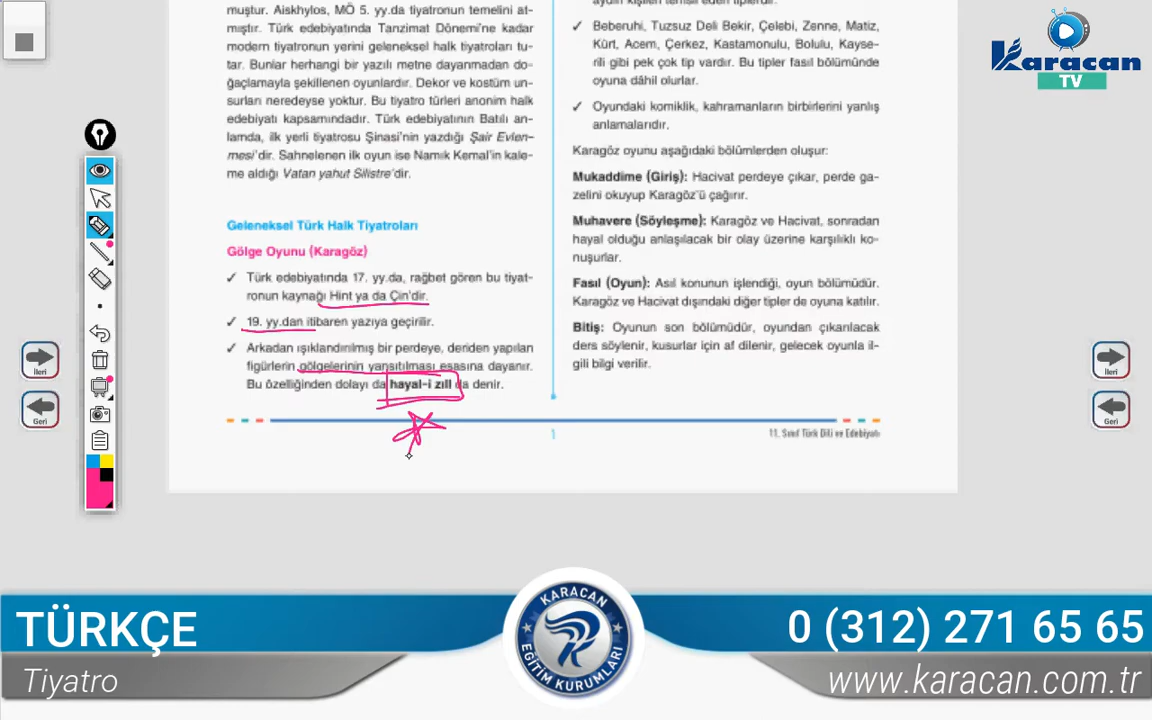 muştur. Aiskhylos, MÖ 5. yy.da tiyatronun temelini at-
mıştır. Türk edebiyatında Tanzimat Dönemi'ne kadar
modern tiyatronun yerini geleneksel halk tiyatroları tu-
tar. Bunlar herhangi bir yazılı metne dayanmadan do-
ğaçlamayla şekillenen oyunlardır. Dekor ve kostüm un-
surları neredeyse yoktur. Bu tiyatro türleri anonim halk
edebiyatı kapsamındadır. Türk edebiyatının Batılı an-
lamda, ilk yerli tiyatrosu Şinasi'nin yazdığı Şair Evlen-
mesi'dir. Sahnelenen ilk oyun ise Namık Kemal'in kale-
me aldığı Vatan yahut Silistre'dir.
Geleneksel Türk Halk Tiyatroları
Gölge Oyunu (Karagöz)
✓ Türk edebiyatında 17. yy.da, rağbet gören bu tiyat-
ronun kaynağı Hint ya da Çin'dir.
✓ 19. yy.dan itibaren yazıya geçirilir.
✓ Arkadan ışıklandırılmış bir perdeye, deriden yapılan
figürlerin gölgelerinin yansıtılması esasına dayanır.
Bu özelliğinden dolayı da hayal-i zıll da denir.
aydın kişileri temsil eden tiplerdir.
✓ Beberuhi, Tuzsuz Deli Bekir, Çelebi, Zenne, Matiz,
Kürt, Acem, Çerkez, Kastamonulu, Bolulu, Kayse-
rili gibi pek çok tip vardır. Bu tipler fasıl bölümünde
oyuna dâhil olurlar.
✓ Oyundaki komiklik, kahramanların birbirlerini yanlış
anlamalarıdır.
Karagöz oyunu aşağıdaki bölümlerden oluşur:
Mukaddime (Giriş): Hacivat perdeye çıkar, perde ga-
zelini okuyup Karagöz'ü çağırır.
Muhavere (Söyleşme): Karagöz ve Hacivat, sonradan
hayal olduğu anlaşılacak bir olay üzerine karşılıklı ko-
nuşurlar.
Fasıl (Oyun): Asıl konunun işlendiği, oyun bölümüdür.
Karagöz ve Hacivat dışındaki diğer tipler de oyuna katılır.
Bitiş: Oyunun son bölümüdür, oyundan çıkarılacak
ders söylenir, kusurlar için af dilenir, gelecek oyunla il-
gili bilgi verilir.
1
11. Sınıf Türk Dili ve Edebiyatı
Karacan
TV
İleri
Geri
İleri
Geri
TÜRKÇE
Tiyatro
KARACAN
EĞİTİM KURUMLARI
0 (312) 271 65 65
www.karacan.com.tr